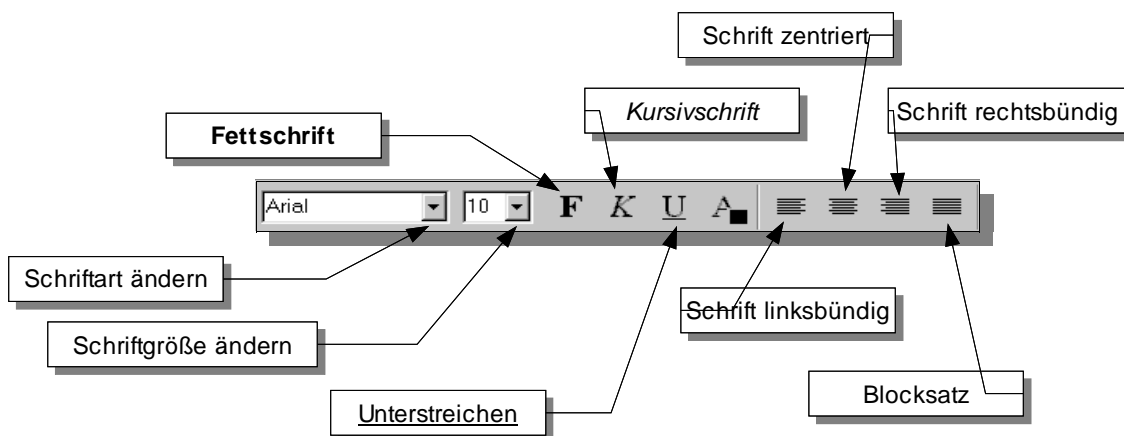 Schrift zentriert
Kursivschrift
Schrift rechtsbündig
Fettschrift
Arial
10
F K U A
Schriftart ändern
Schrift linksbündig
Schriftgröße ändern
Blocksatz
Unterstreichen